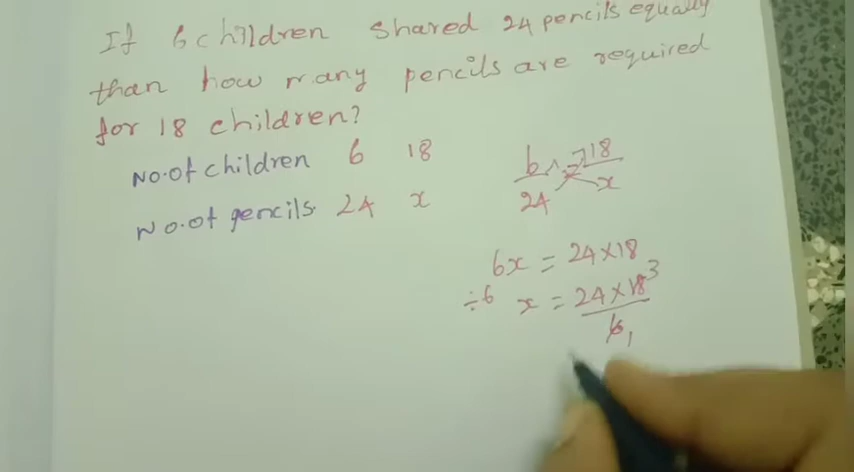 If 6 children shared 24 pencils equally
than how many pencils are required
for 18 children?
No.of children 6 18
No.of pencils 24 x
6/24 = 18/x
6x = 24×18
÷6 x = 24×18 3
6 1